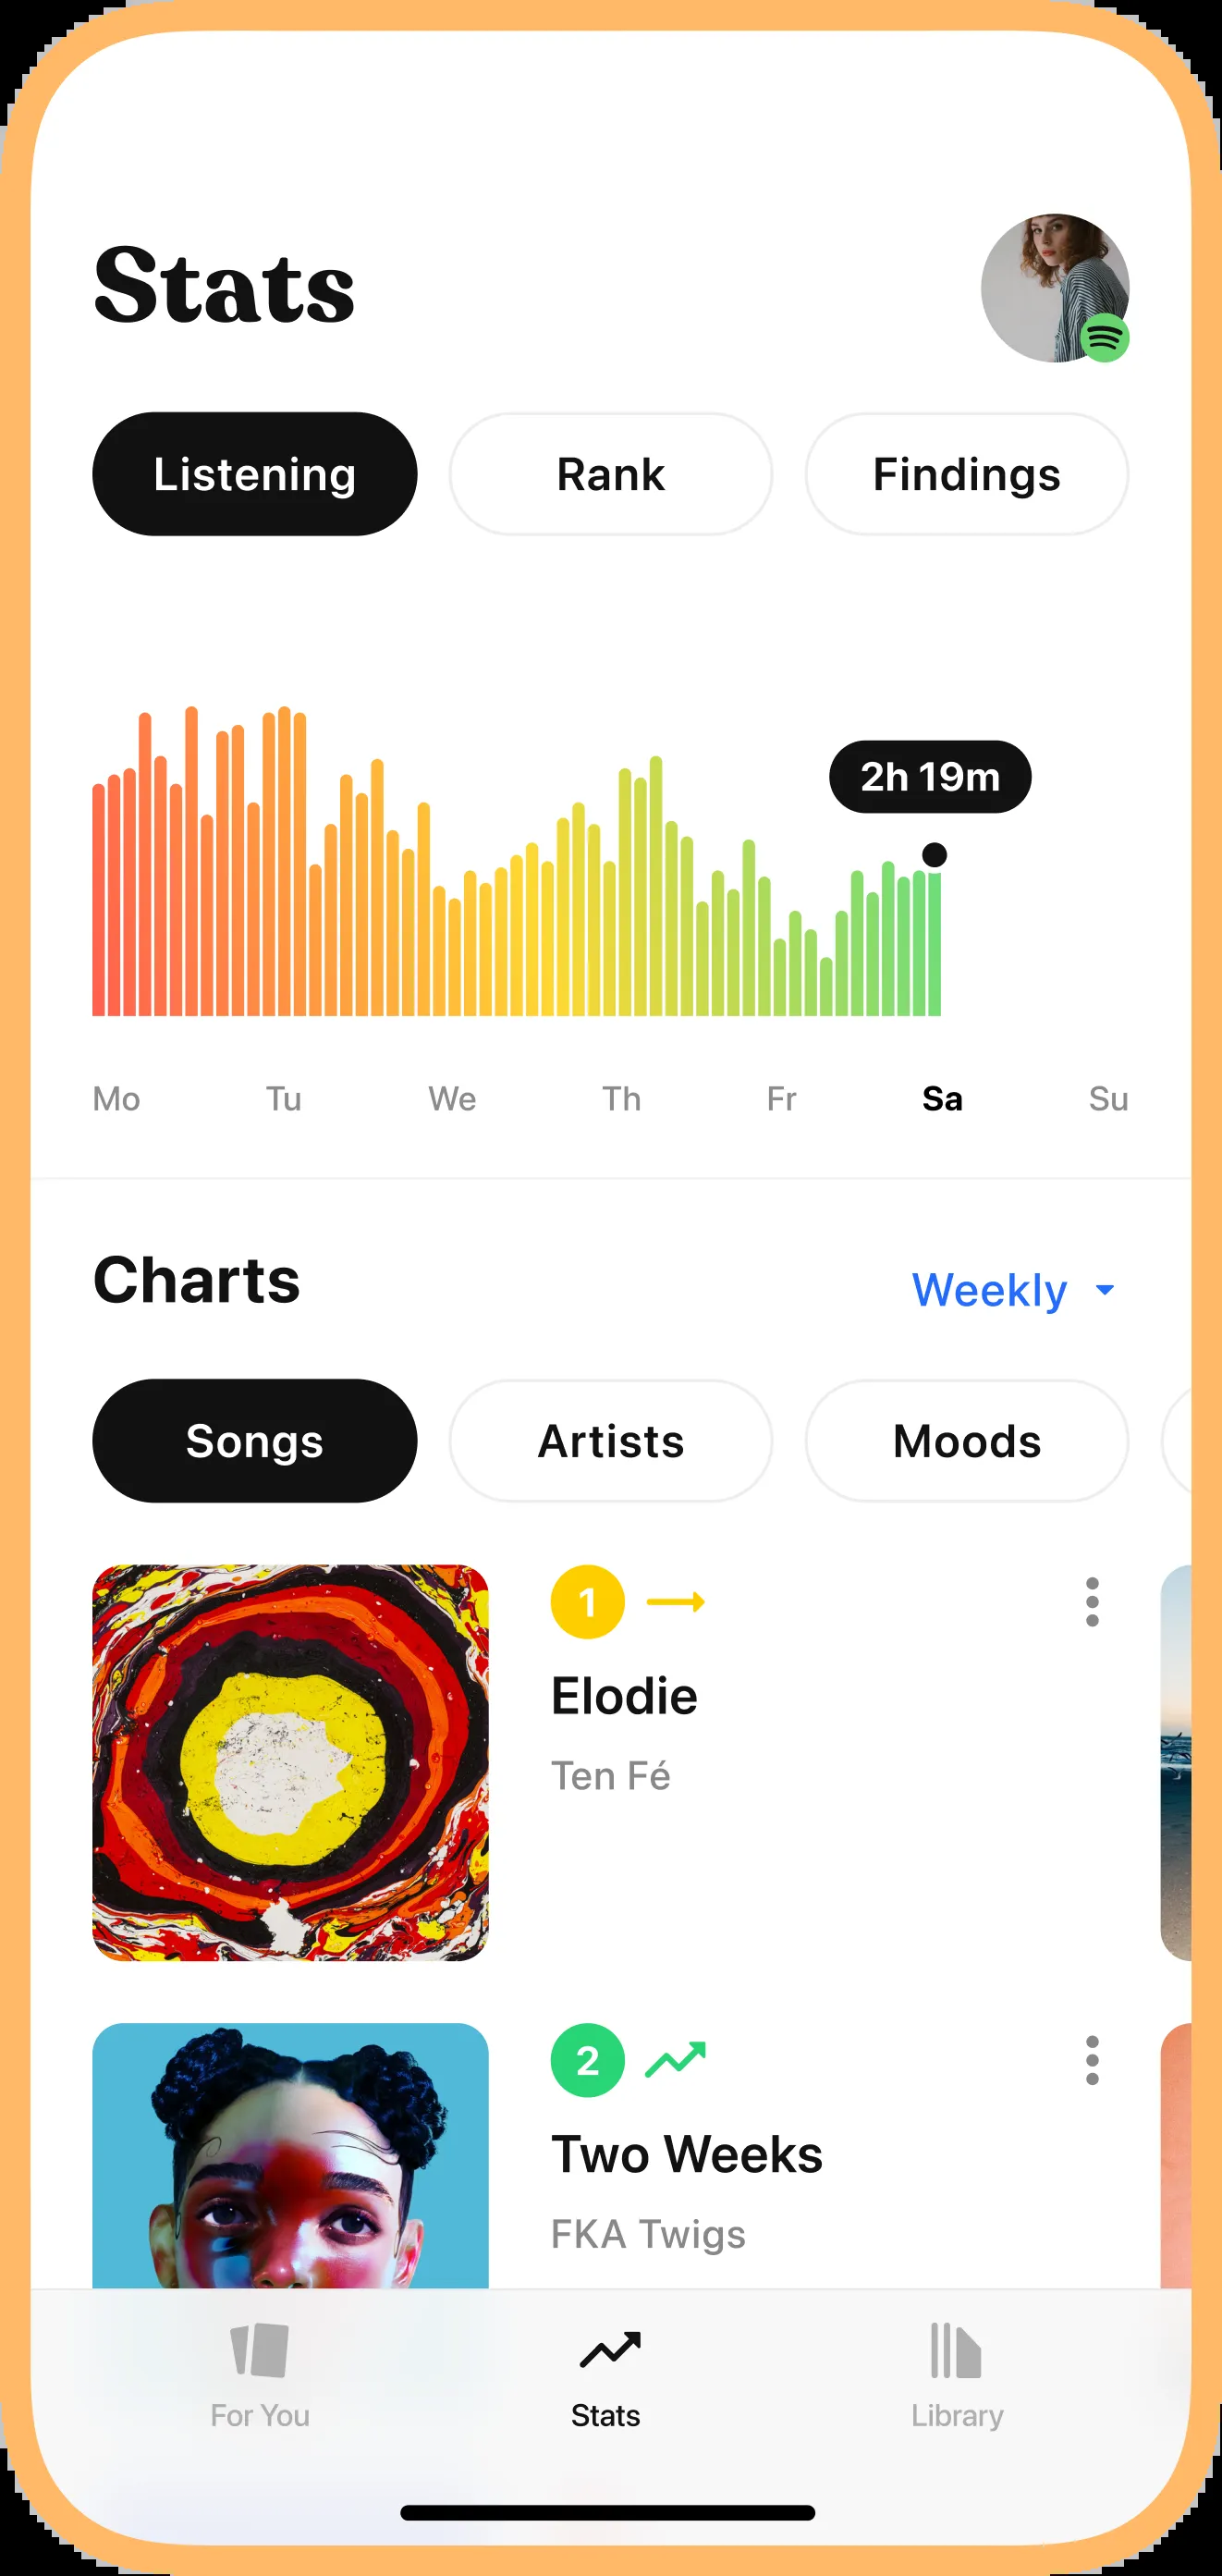 Stats
Listening
Rank
Findings
2h 19m
Mo Tu We Th Fr Sa Su
Charts
Weekly
Songs
Artists
Moods
1
Elodie
Ten Fé
2
Two Weeks
FKA Twigs
For You
Stats
Library